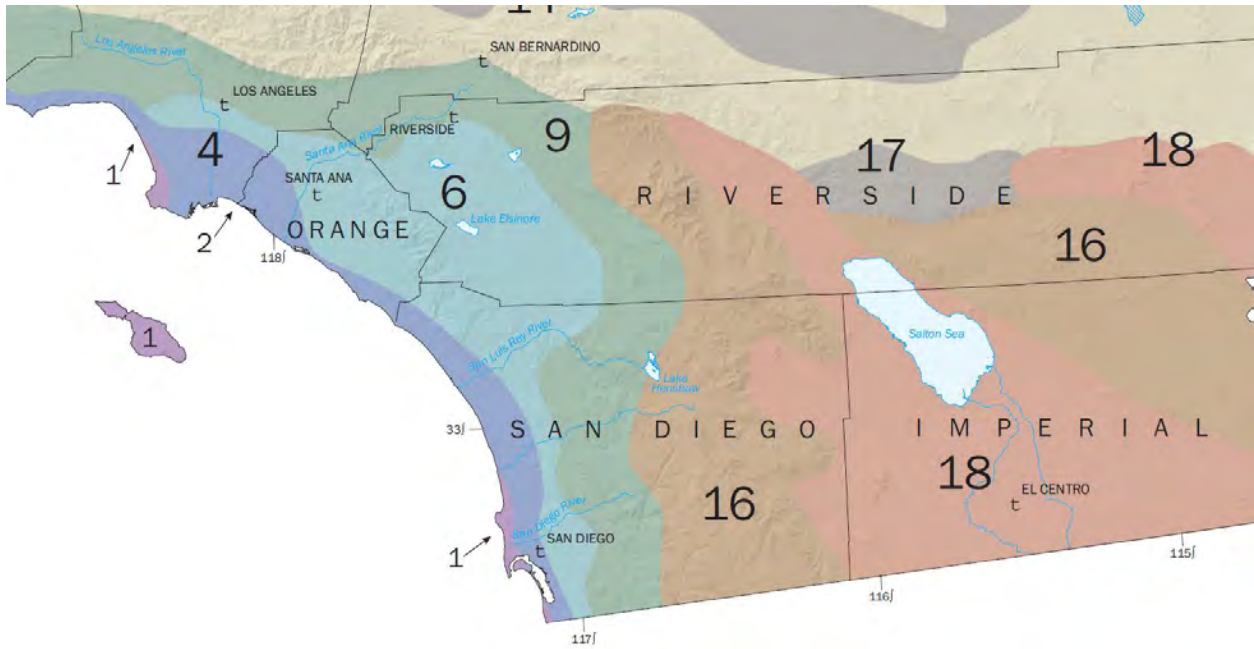 14
Los Angeles River
SAN BERNARDINO
t
LOS ANGELES
t
t
RIVERSIDE
Santa Ana River
4
9
17
18
1
SANTA ANA
t
6
R I V E R S I D E
2
ORANGE
Lake Elsinore
118∫
16
1
San Luis Rey River
Salton Sea
Lake
Henshaw
33∫
S A N D I E G O
I M P E R I A L
18
16
EL CENTRO
t
San Diego River
1
SAN DIEGO
t
115∫
116∫
117∫